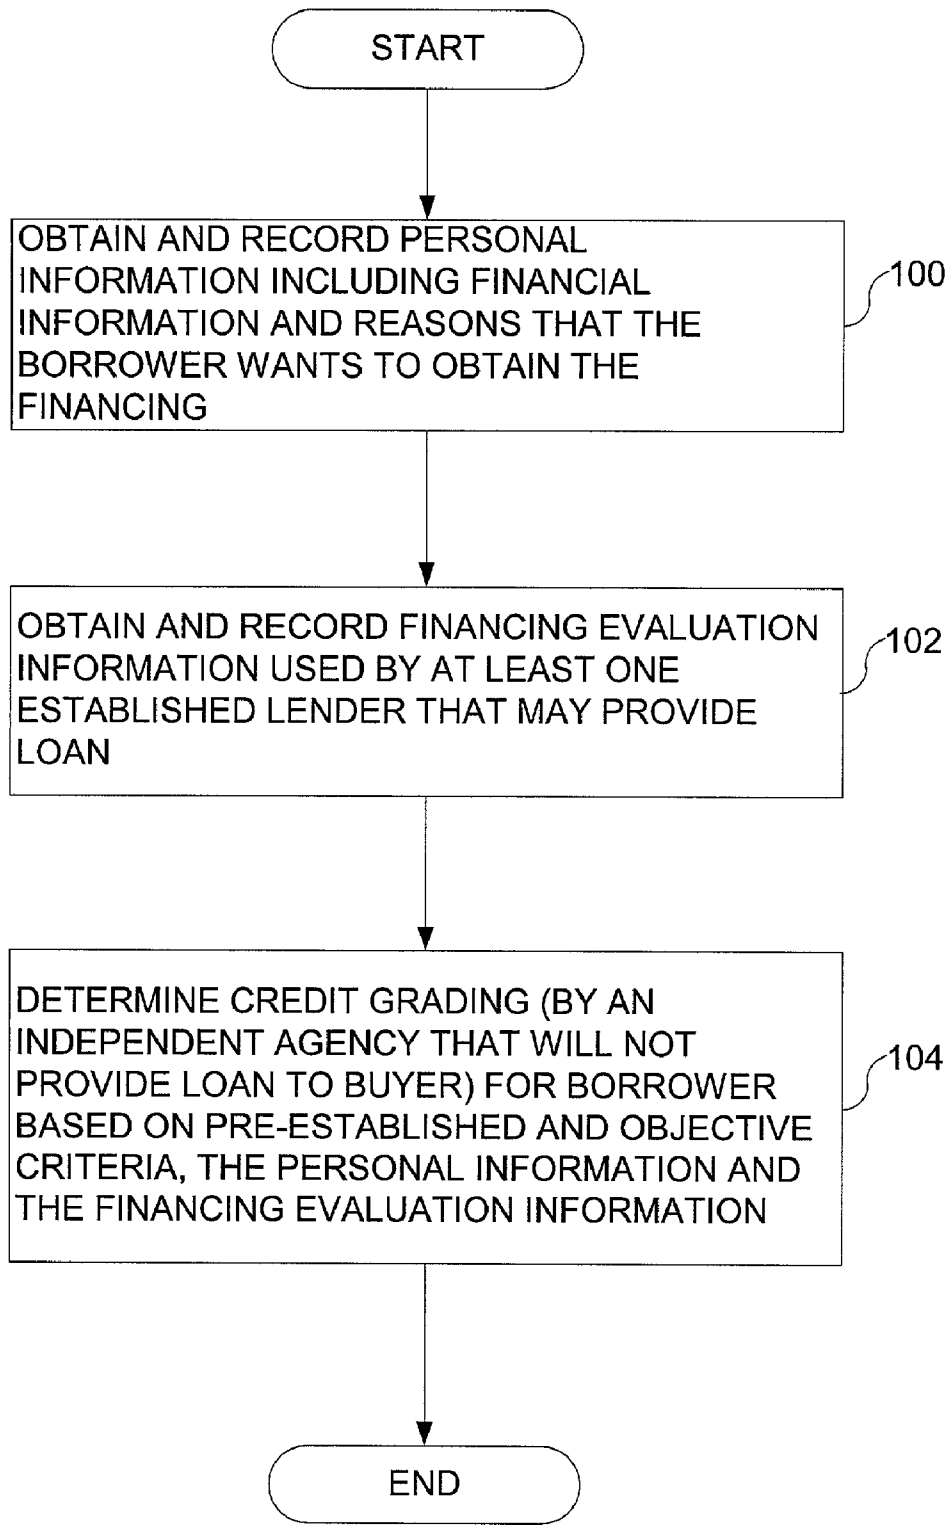 START
OBTAIN AND RECORD PERSONAL
INFORMATION INCLUDING FINANCIAL
INFORMATION AND REASONS THAT THE
BORROWER WANTS TO OBTAIN THE
FINANCING
100
OBTAIN AND RECORD FINANCING EVALUATION
INFORMATION USED BY AT LEAST ONE
ESTABLISHED LENDER THAT MAY PROVIDE
LOAN
102
DETERMINE CREDIT GRADING (BY AN
INDEPENDENT AGENCY THAT WILL NOT
PROVIDE LOAN TO BUYER) FOR BORROWER
BASED ON PRE-ESTABLISHED AND OBJECTIVE
CRITERIA, THE PERSONAL INFORMATION AND
THE FINANCING EVALUATION INFORMATION
104
END